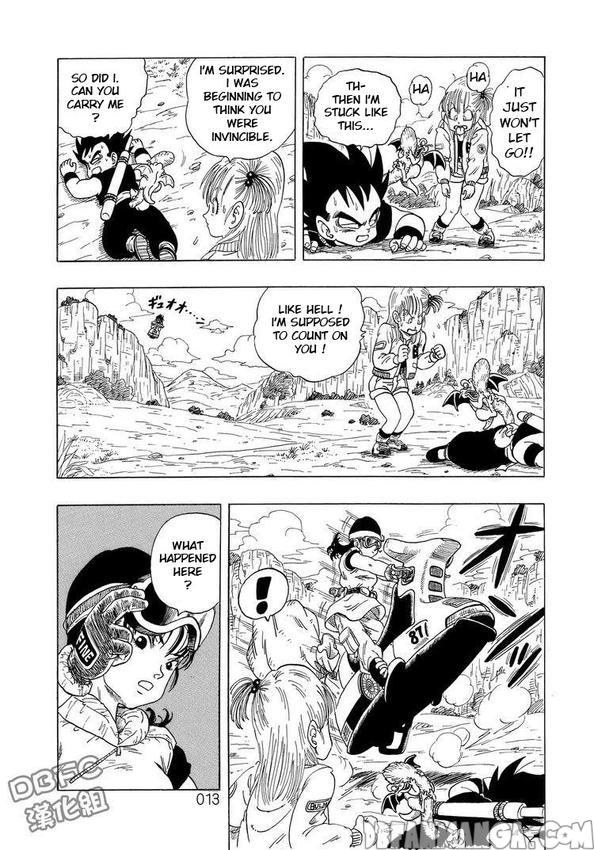 IT
JUST
WON'T
LET
GO!!
HA
HA
TH-
THEN I'M
STUCK LIKE
THIS...
I'M SURPRISED.
I WAS
BEGINNING
TO THINK
YOU WERE
INVINCIBLE.
SO DID I.
CAN YOU
CARRY ME
?
LIKE HELL !
I'M SUPPOSED
TO COUNT ON
YOU !
ギュオオ・・・ン
!
87
WHAT
HAPPENED
HERE
?
013
DBFC
漢化組
DREAMMANGA.COM